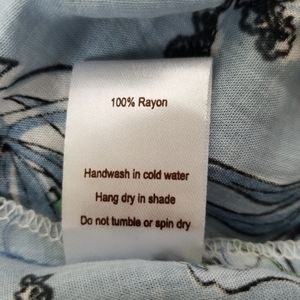 100% Rayon
Handwash in cold water
Hang dry in shade
Do not tumble or spin dry